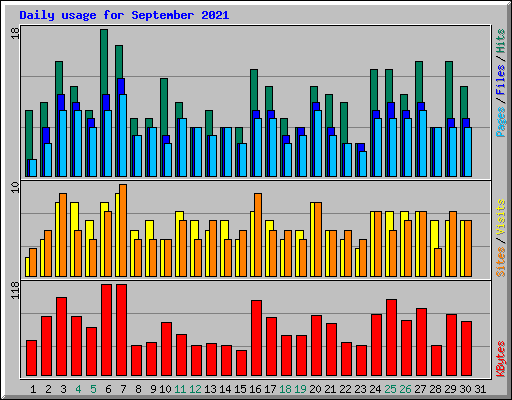 Daily usage for September 2021
18
10
118
Pages / Files / Hits
Sites / Visits
KBytes
1 2 3 4 5 6 7 8 9 10 11 12 13 14 15 16 17 18 19 20 21 22 23 24 25 26 27 28 29 30 31